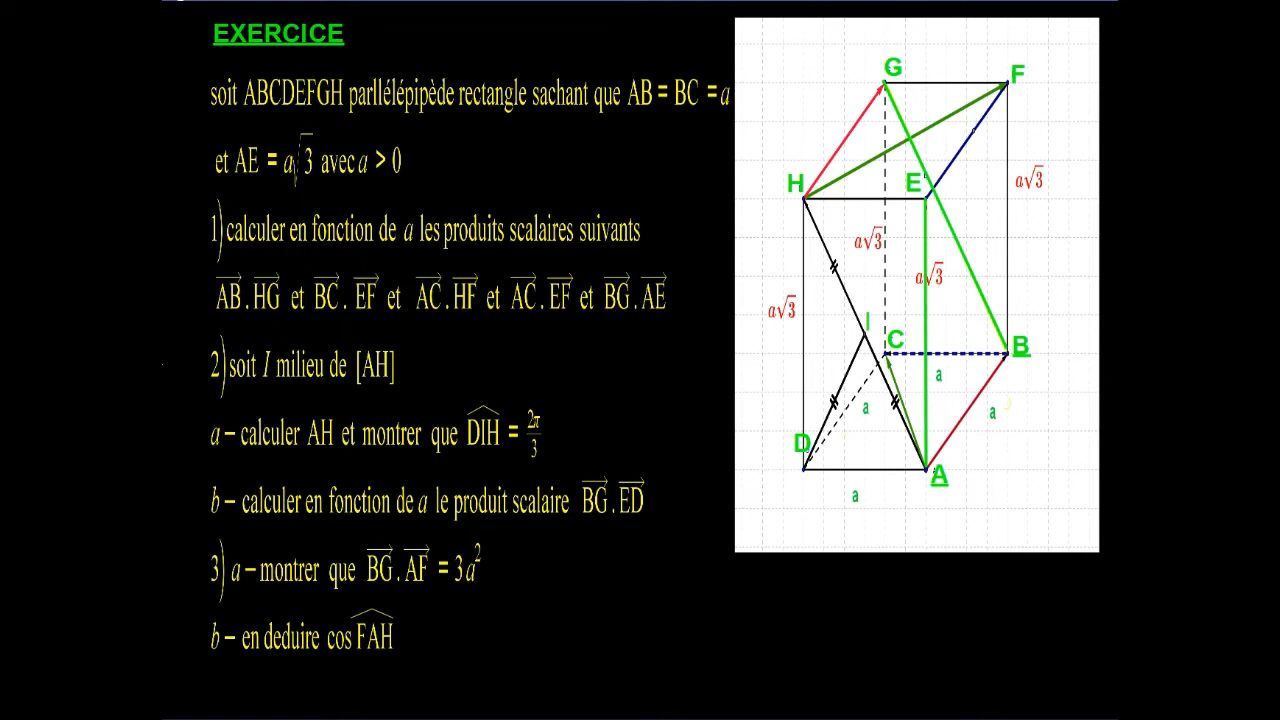 EXERCICE
soit ABCDEFGH parllélépipède rectangle sachant que AB = BC = a
et AE = a√3 avec a > 0
1) calculer en fonction de a les produits scalaires suivants
AB⃗ . HG⃗ et BC⃗ . EF⃗ et AC⃗ . HF⃗ et AC⃗ . EF⃗ et BG⃗ . AE⃗
2) soit I milieu de [AH]
a – calculer AH et montrer que DIH^ = 2π/3
b – calculer en fonction de a le produit scalaire BG⃗ . ED⃗
3) a – montrer que BG⃗ . AF⃗ = 3a²
b – en deduire cos FAH^
G F
H E
a√3
a√3
a√3
a√3
I
C B
a
a a
D
A
a